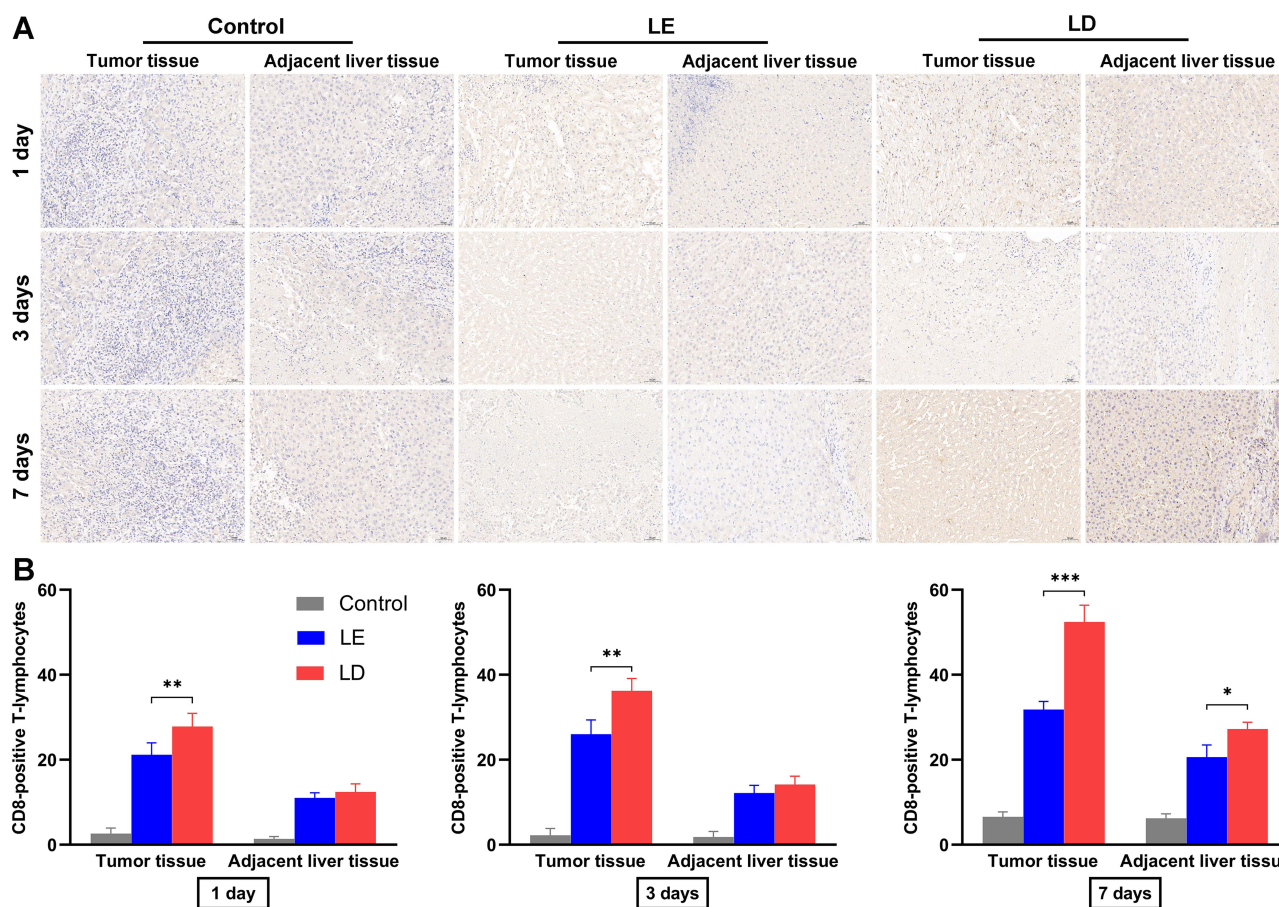 A
Control
LE
LD
Tumor tissue
Adjacent liver tissue
Tumor tissue
Adjacent liver tissue
Tumor tissue
Adjacent liver tissue
1 day
3 days
7 days
B
CD8-positive T-lymphocytes
60
40
20
0
**
Control
LE
LD
Tumor tissue
Adjacent liver tissue
1 day
CD8-positive T-lymphocytes
60
40
20
0
**
Tumor tissue
Adjacent liver tissue
3 days
CD8-positive T-lymphocytes
60
40
20
0
***
*
Tumor tissue
Adjacent liver tissue
7 days